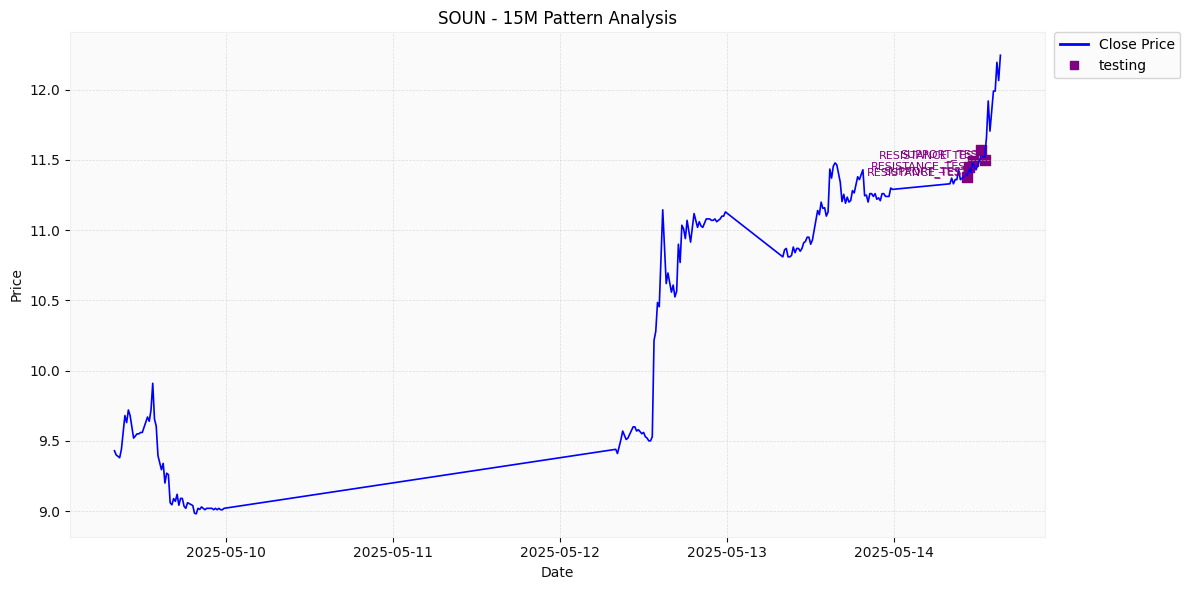 SOUN - 15M Pattern Analysis
Close Price
testing
Price
12.0
11.5
11.0
10.5
10.0
9.5
9.0
RESISTANCE_TEST
2025-05-10
2025-05-11
2025-05-12
2025-05-13
2025-05-14
Date